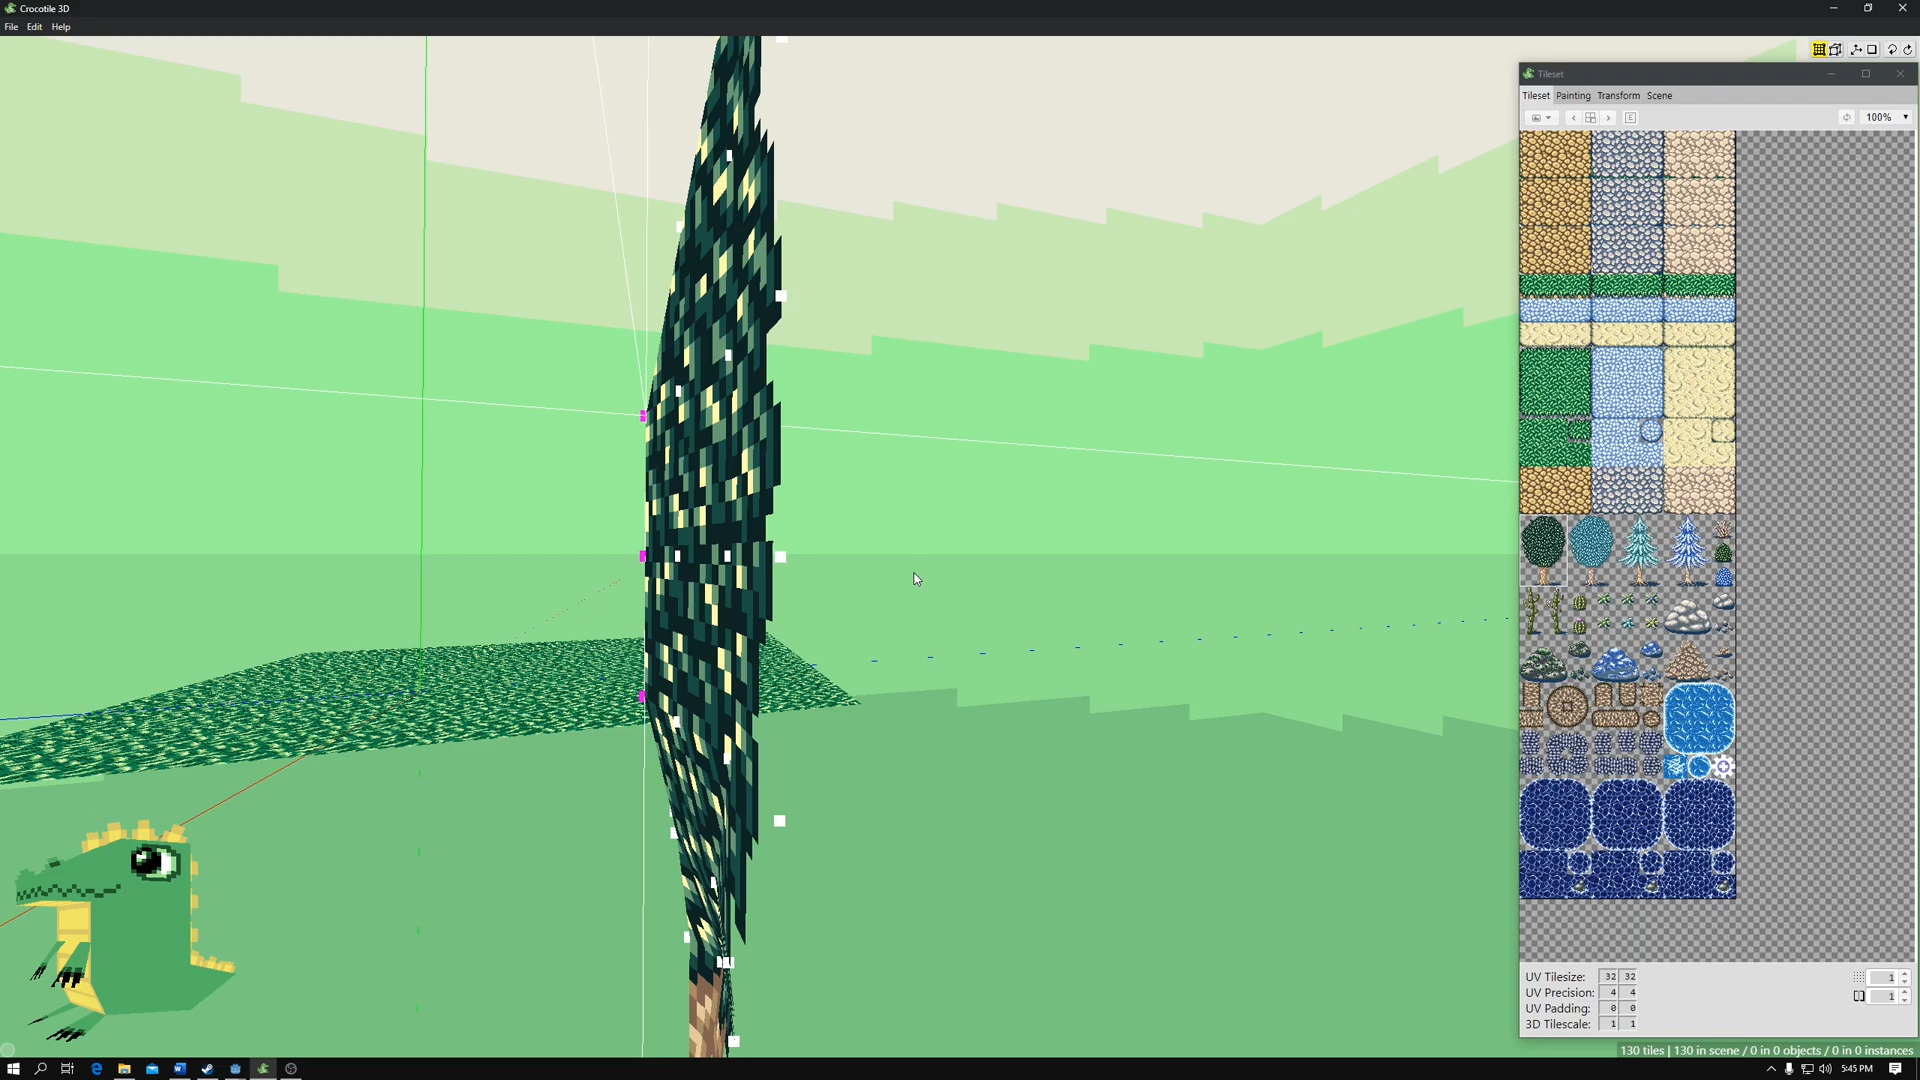 Crocotile 3D
File Edit Help
Tileset
Tileset Painting Transform Scene
E 100%
UV Tilesize: 32 32 1
UV Precision: 4 4 1
UV Padding: 0 0
3D Tilescale: 1 1
130 tiles | 130 in scene / 0 in 0 objects / 0 in 0 instances
5:45 PM